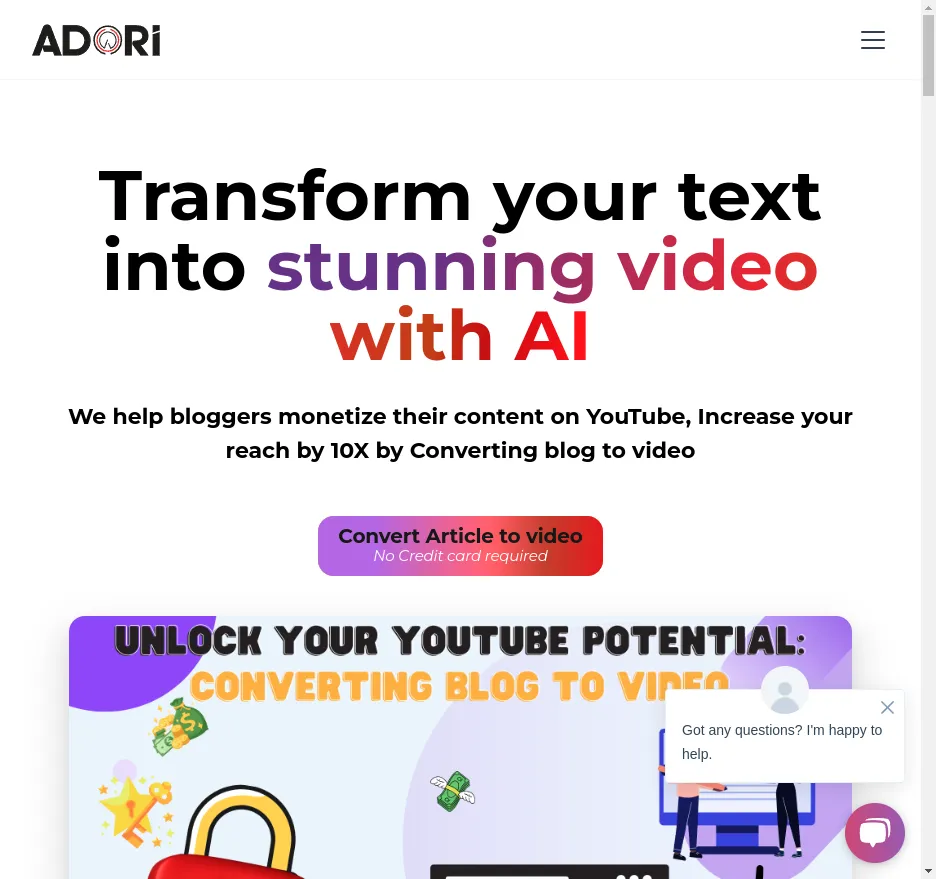 ADORI
Transform your text
into stunning video
with AI
We help bloggers monetize their content on YouTube, Increase your
reach by 10X by Converting blog to video
Convert Article to video
No Credit card required
UNLOCK YOUR YOUTUBE POTENTIAL:
CONVERTING BLOG TO VIDEO
Got any questions? I'm happy to
help.